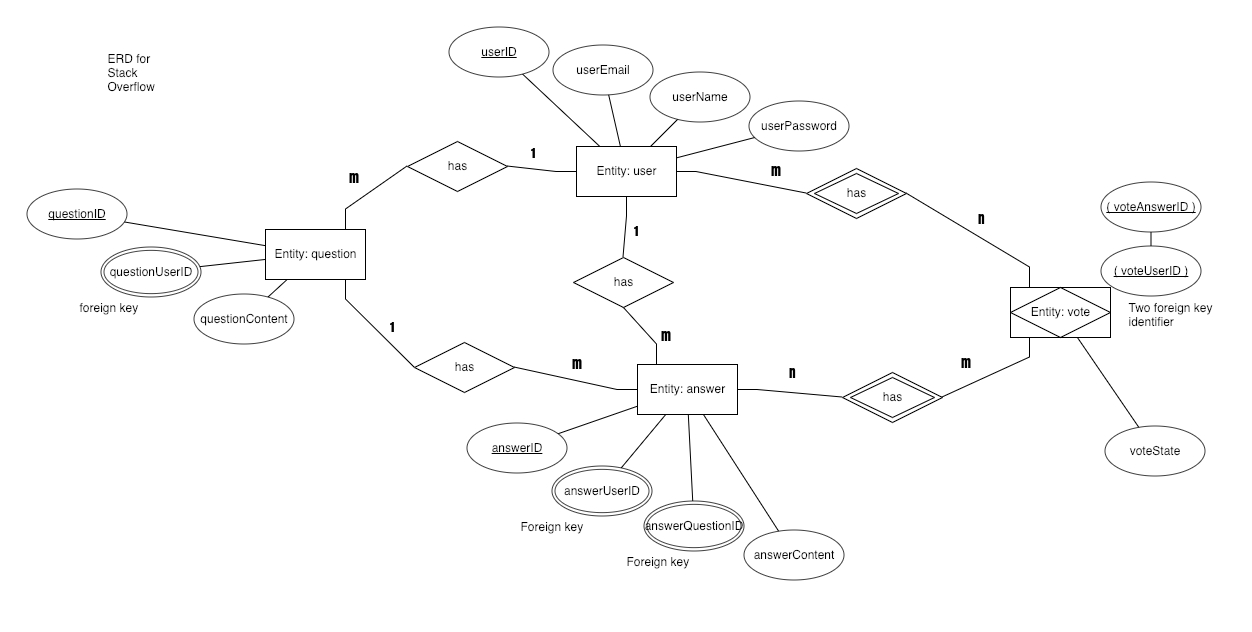 ERD for
Stack
Overflow
userID
userEmail
userName
userPassword
has
1
m
Entity: user
m
has
n
1
has
m
questionID
questionUserID
foreign key
questionContent
Entity: question
1
has
m
( voteAnswerID )
( voteUserID )
Two foreign key
identifier
Entity: vote
voteState
m
has
n
Entity: answer
answerID
answerUserID
Foreign key
answerQuestionID
Foreign key
answerContent